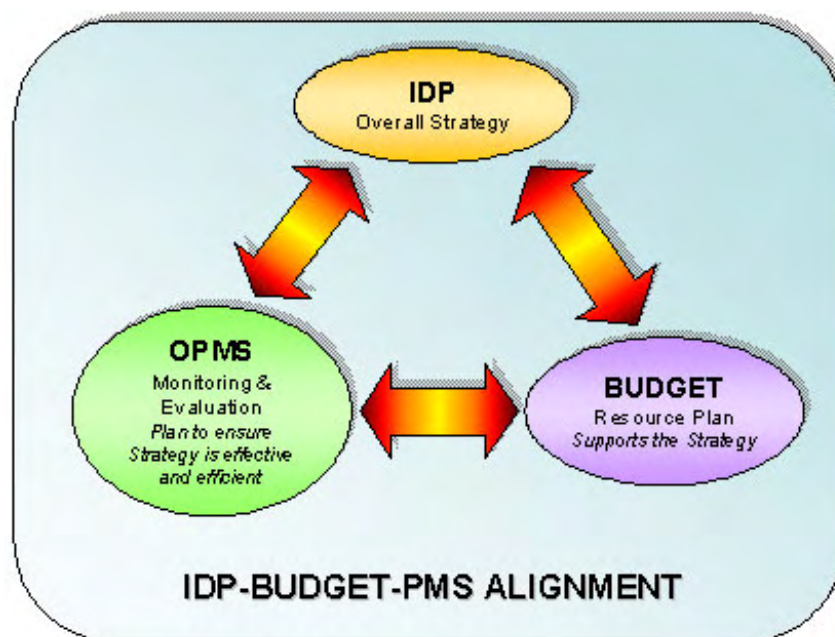 IDP
Overall Strategy
OPMS
Monitoring &
Evaluation
Plan to ensure
Strategy is effective
and efficient
BUDGET
Resource Plan
Supports the Strategy
IDP-BUDGET-PMS ALIGNMENT